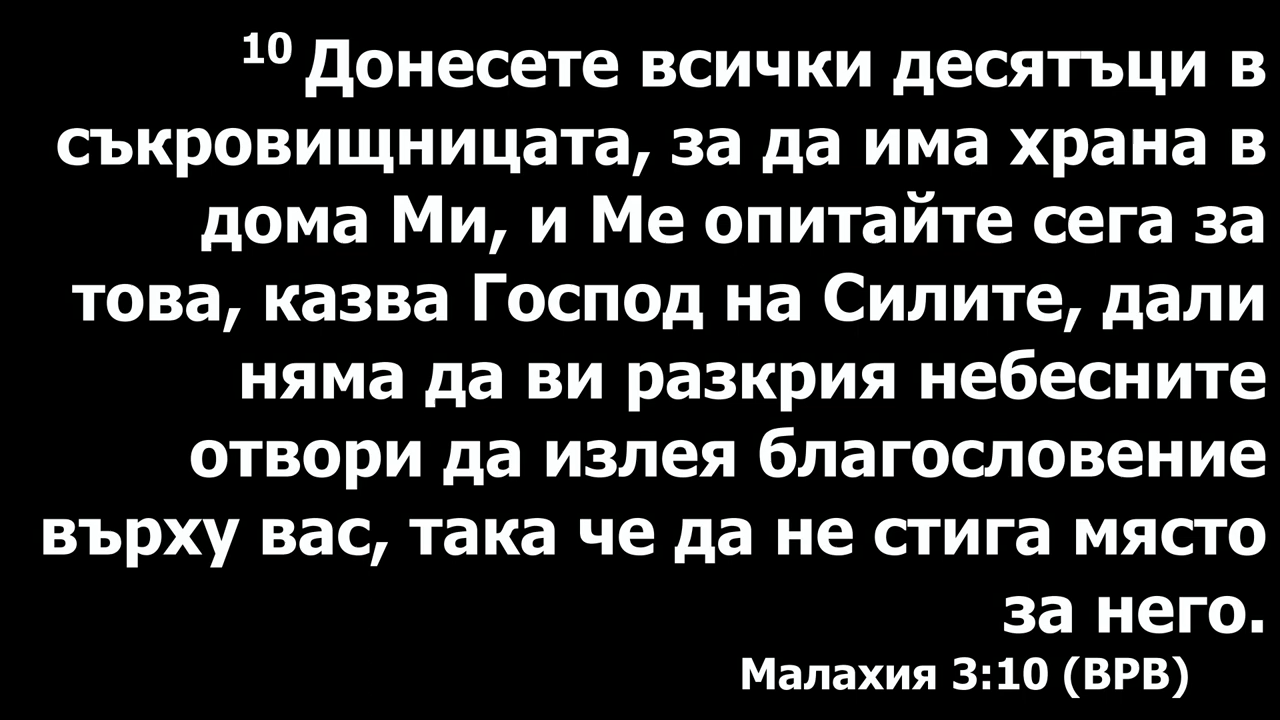 10 Донесете всички десятъци в
съкровищницата, за да има храна в
дома Ми, и Ме опитайте сега за
това, казва Господ на Силите, дали
няма да ви разкрия небесните
отвори да излея благословение
върху вас, така че да не стига място
за него.
Малахия 3:10 (ВРВ)